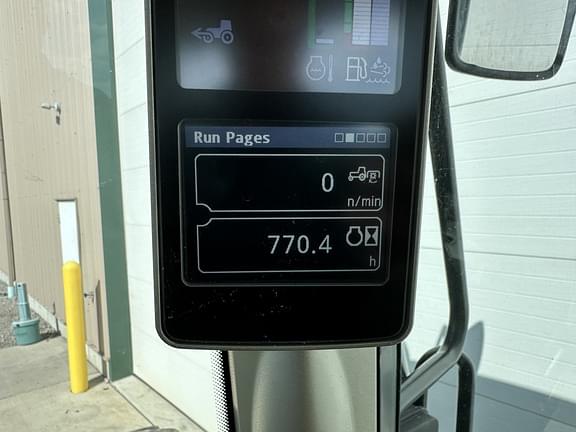 Run Pages
0
n/min
770.4
h